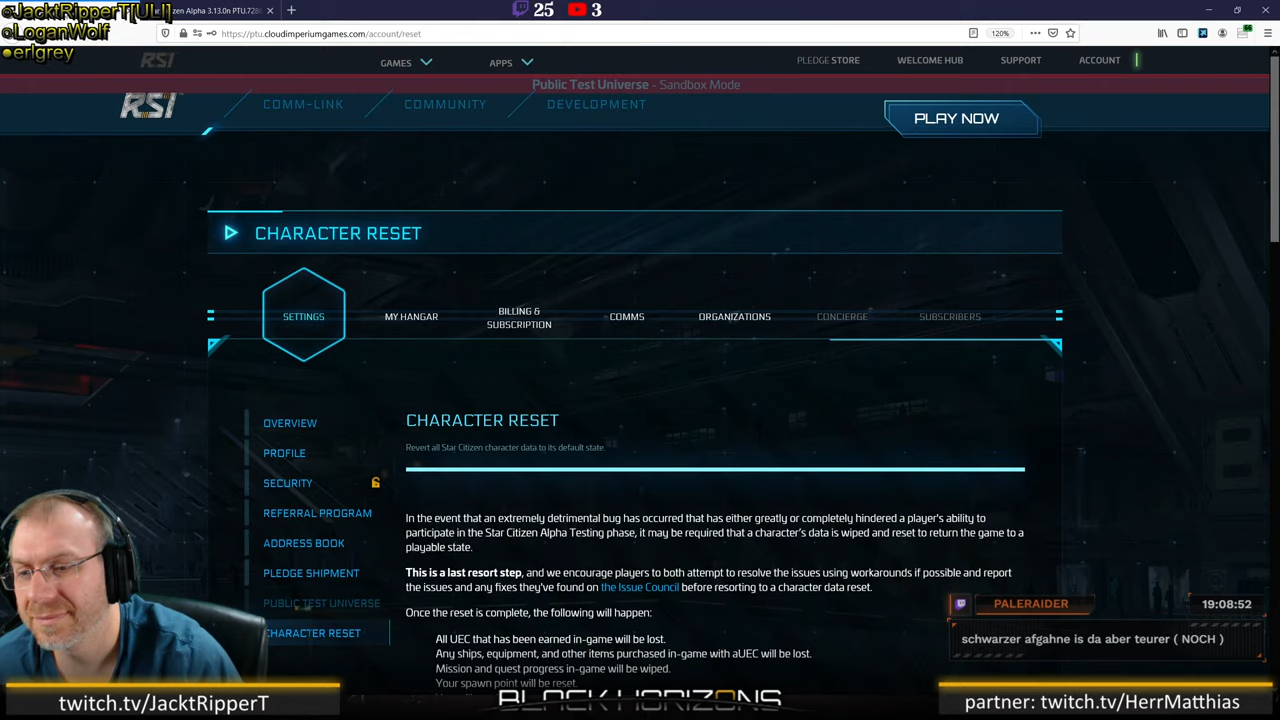 @JacktRipperT[ULI]
@LoganWolf
erlgrey
Citizen Alpha 3.13.0n PTU.728
25
3
https://ptu.cloudimperiumgames.com/account/reset
120%
66
RSI
GAMES
APPS
PLEDGE STORE
WELCOME HUB
SUPPORT
ACCOUNT
Public Test Universe - Sandbox Mode
RSI
COMM-LINK
COMMUNITY
DEVELOPMENT
PLAY NOW
CHARACTER RESET
SETTINGS
MY HANGAR
BILLING &
SUBSCRIPTION
COMMS
ORGANIZATIONS
CONCIERGE
SUBSCRIBERS
OVERVIEW
PROFILE
SECURITY
REFERRAL PROGRAM
ADDRESS BOOK
PLEDGE SHIPMENT
PUBLIC TEST UNIVERSE
CHARACTER RESET
CHARACTER RESET
Revert all Star Citizen character data to its default state.
In the event that an extremely detrimental bug has occurred that has either greatly or completely hindered a player's ability to
participate in the Star Citizen Alpha Testing phase, it may be required that a character's data is wiped and reset to return the game to a
playable state.
This is a last resort step, and we encourage players to both attempt to resolve the issues using workarounds if possible and report
the issues and any fixes they've found on the Issue Council before resorting to a character data reset.
Once the reset is complete, the following will happen:
All UEC that has been earned in-game will be lost.
Any ships, equipment, and other items purchased in-game with aUEC will be lost.
Mission and quest progress in-game will be wiped.
Your spawn point will be reset.
PALERAIDER
19:08:52
schwarzer afgahne is da aber teurer ( NOCH )
twitch.tv/JacktRipperT
BLACK HORIZONS
partner: twitch.tv/HerrMatthias